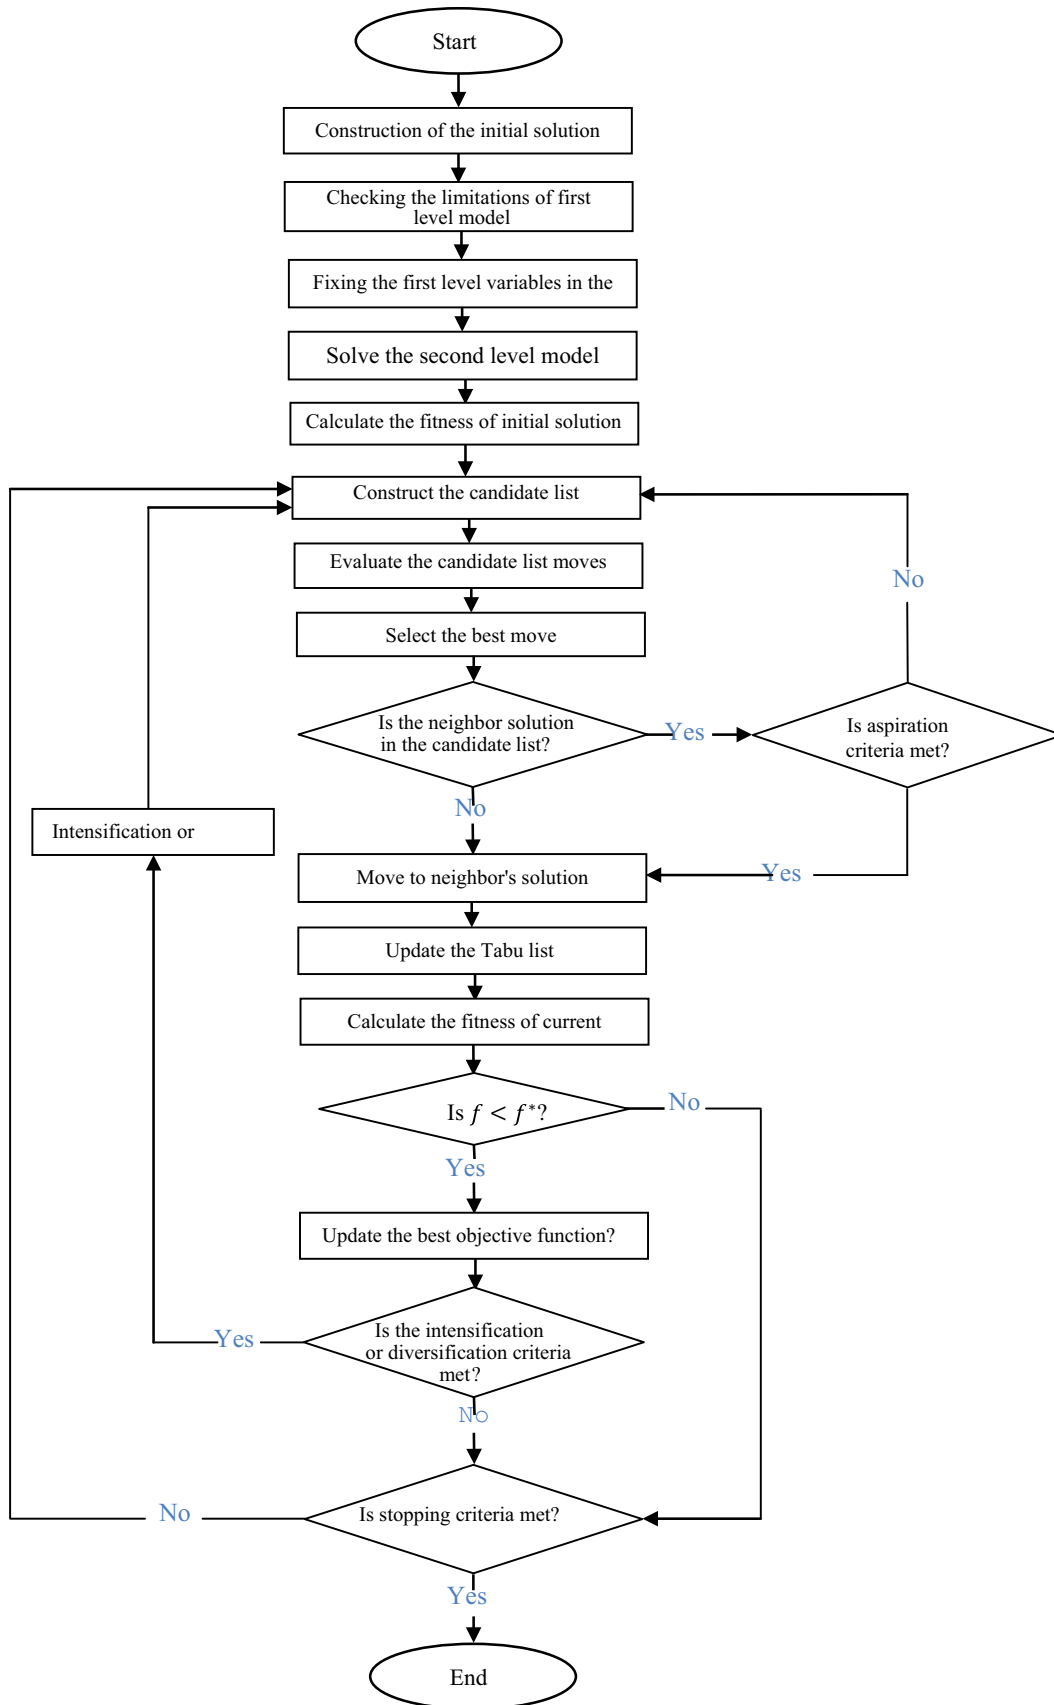 Start
Construction of the initial solution
Checking the limitations of first
level model
Fixing the first level variables in the
Solve the second level model
Calculate the fitness of initial solution
Construct the candidate list
Evaluate the candidate list moves
No
Select the best move
Is the neighbor solution
in the candidate list?
Yes
Is aspiration
criteria met?
No
Intensification or
Move to neighbor's solution
Yes
Update the Tabu list
Calculate the fitness of current
Is f < f*?
No
Yes
Update the best objective function?
Is the intensification
or diversification criteria
met?
Yes
No
Is stopping criteria met?
No
Yes
End